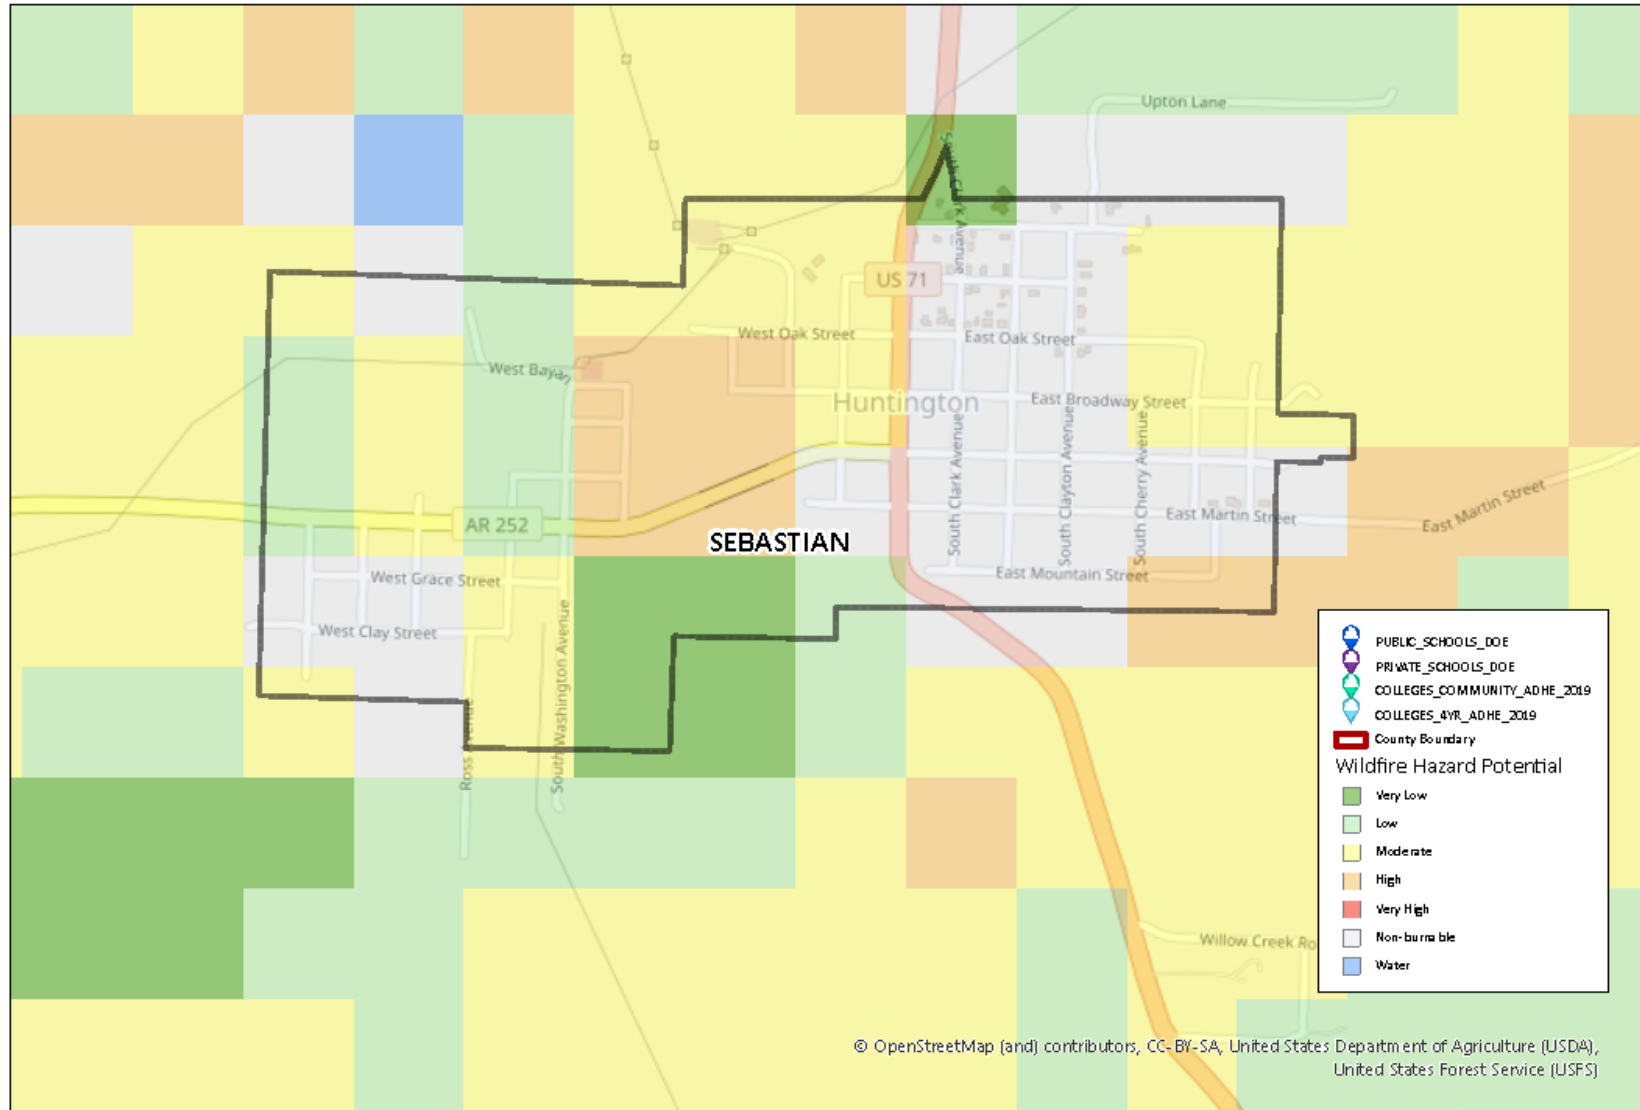 Upton Lane
South Clark Avenue
US 71
West Oak Street
East Oak Street
West Bayan
Huntington
East Broadway Street
South Clark Avenue
South Clayton Avenue
South Cherry Avenue
AR 252
SEBASTIAN
East Martin Street
East Martin Street
West Grace Street
East Mountain Street
West Clay Street
Ross Avenue
South Washington Avenue
PUBLIC_SCHOOLS_DOE
PRIVATE_SCHOOLS_DOE
COLLEGES_COMMUNITY_ADHE_2019
COLLEGES_4YR_ADHE_2019
County Boundary
Wildfire Hazard Potential
Very Low
Low
Moderate
High
Very High
Non-burnable
Water
Willow Creek Ro
© OpenStreetMap (and) contributors, CC-BY-SA, United States Department of Agriculture (USDA),
United States Forest Service (USFS)